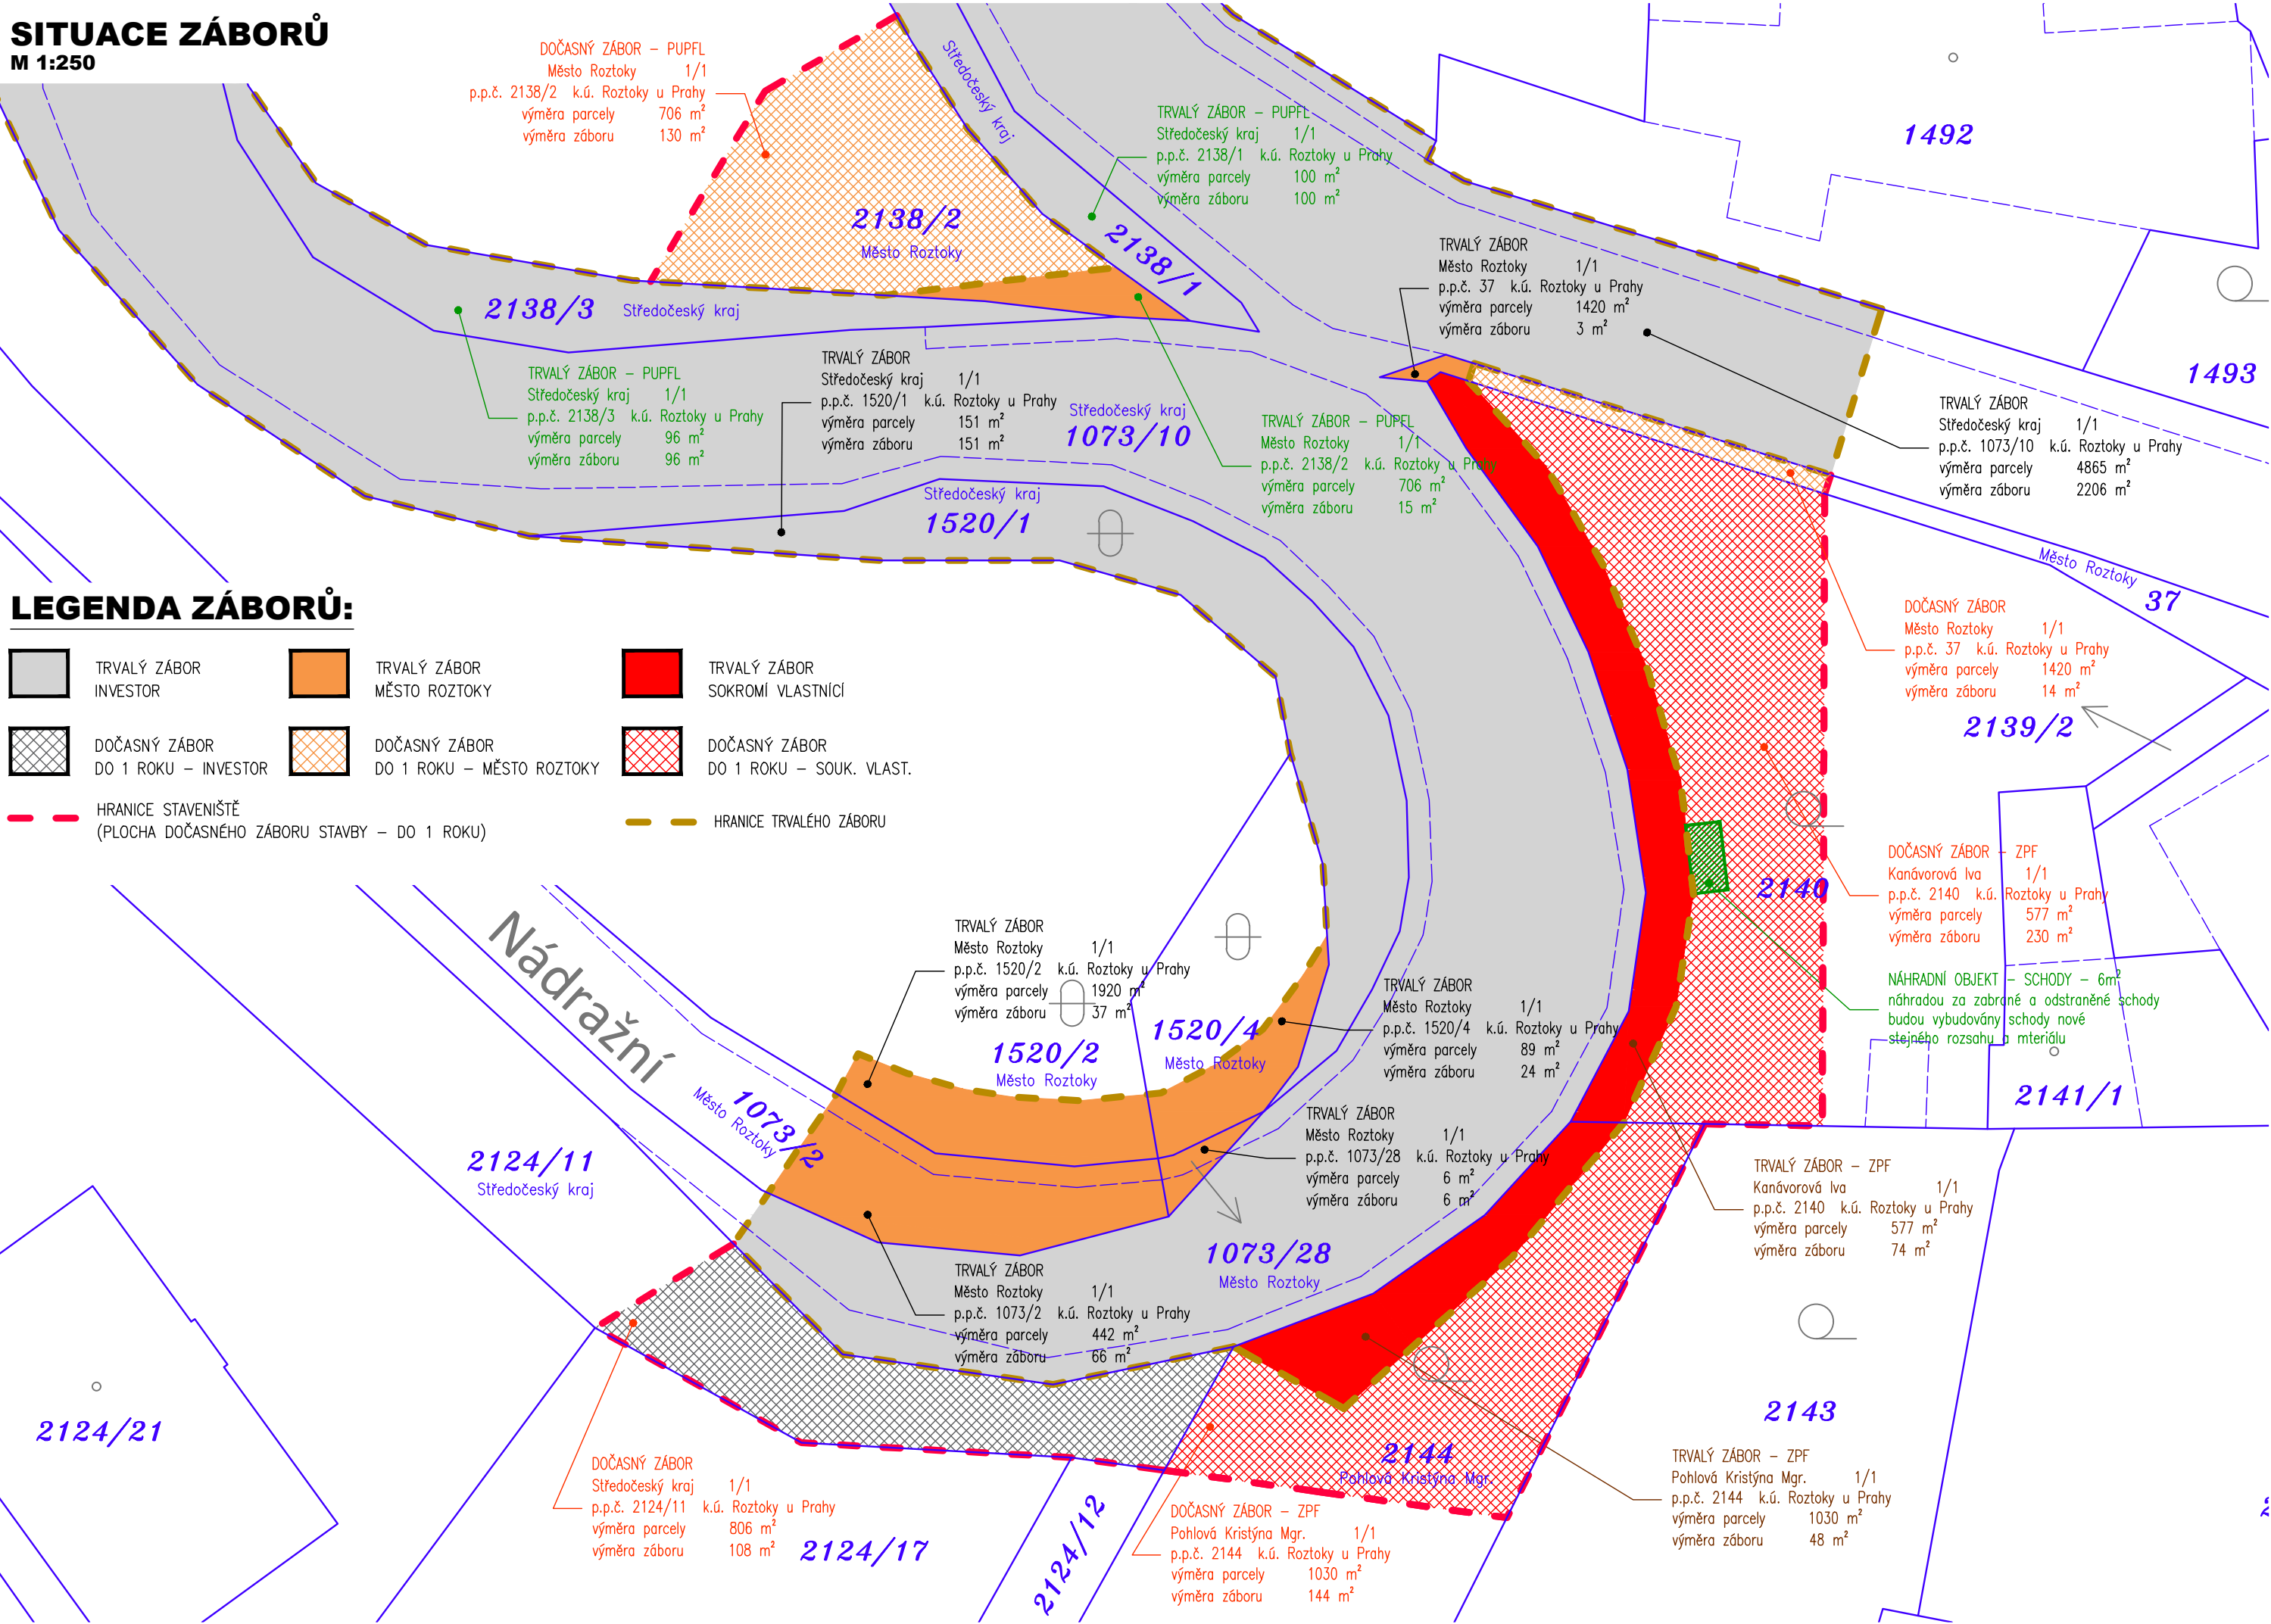 SITUACE ZÁBORŮ
M 1:250
DOČASNÝ ZÁBOR – PUPFL
Město Roztoky 1/1
p.p.č. 2138/2 k.ú. Roztoky u Prahy
výměra parcely 706 m²
výměra záboru 130 m²
Středočeský kraj
TRVALÝ ZÁBOR – PUPFL
Středočeský kraj 1/1
p.p.č. 2138/1 k.ú. Roztoky u Prahy
výměra parcely 100 m²
výměra záboru 100 m²
1492
2138/2
Město Roztoky
2138/1
2138/3 Středočeský kraj
TRVALÝ ZÁBOR
Město Roztoky 1/1
p.p.č. 37 k.ú. Roztoky u Prahy
výměra parcely 1420 m²
výměra záboru 3 m²
1493
TRVALÝ ZÁBOR – PUPFL
Středočeský kraj 1/1
p.p.č. 2138/3 k.ú. Roztoky u Prahy
výměra parcely 96 m²
výměra záboru 96 m²
TRVALÝ ZÁBOR
Středočeský kraj 1/1
p.p.č. 1520/1 k.ú. Roztoky u Prahy
výměra parcely 151 m²
výměra záboru 151 m²
Středočeský kraj
1073/10
TRVALÝ ZÁBOR – PUPFL
Město Roztoky 1/1
p.p.č. 2138/2 k.ú. Roztoky u Prahy
výměra parcely 706 m²
výměra záboru 15 m²
TRVALÝ ZÁBOR
Středočeský kraj 1/1
p.p.č. 1073/10 k.ú. Roztoky u Prahy
výměra parcely 4865 m²
výměra záboru 2206 m²
Středočeský kraj
1520/1
Město Roztoky
37
LEGENDA ZÁBORŮ:
TRVALÝ ZÁBOR
INVESTOR
TRVALÝ ZÁBOR
MĚSTO ROZTOKY
TRVALÝ ZÁBOR
SOKROMÍ VLASTNÍCÍ
DOČASNÝ ZÁBOR
DO 1 ROKU – INVESTOR
DOČASNÝ ZÁBOR
DO 1 ROKU – MĚSTO ROZTOKY
DOČASNÝ ZÁBOR
DO 1 ROKU – SOUK. VLAST.
HRANICE STAVENIŠTĚ
(PLOCHA DOČASNÉHO ZÁBORU STAVBY – DO 1 ROKU)
HRANICE TRVALÉHO ZÁBORU
DOČASNÝ ZÁBOR
Město Roztoky 1/1
p.p.č. 37 k.ú. Roztoky u Prahy
výměra parcely 1420 m²
výměra záboru 14 m²
2139/2
DOČASNÝ ZÁBOR – ZPF
Kanávorová Iva 1/1
p.p.č. 2140 k.ú. Roztoky u Prahy
výměra parcely 577 m²
výměra záboru 230 m²
2140
NÁHRADNÍ OBJEKT – SCHODY – 6m²
náhradou za zabrané a odstraněné schody
budou vybudovány schody nové
stejného rozsahu a mteriálu
2141/1
Nádražní
TRVALÝ ZÁBOR
Město Roztoky 1/1
p.p.č. 1520/2 k.ú. Roztoky u Prahy
výměra parcely 1920 m²
výměra záboru 37 m²
1520/2
Město Roztoky
1520/4
Město Roztoky
TRVALÝ ZÁBOR
Město Roztoky 1/1
p.p.č. 1520/4 k.ú. Roztoky u Prahy
výměra parcely 89 m²
výměra záboru 24 m²
1073/2
Město Roztoky
TRVALÝ ZÁBOR
Město Roztoky 1/1
p.p.č. 1073/28 k.ú. Roztoky u Prahy
výměra parcely 6 m²
výměra záboru 6 m²
2124/11
Středočeský kraj
TRVALÝ ZÁBOR – ZPF
Kanávorová Iva 1/1
p.p.č. 2140 k.ú. Roztoky u Prahy
výměra parcely 577 m²
výměra záboru 74 m²
1073/28
Město Roztoky
TRVALÝ ZÁBOR
Město Roztoky 1/1
p.p.č. 1073/2 k.ú. Roztoky u Prahy
výměra parcely 442 m²
výměra záboru 66 m²
2124/21
2143
2144
Pohlová Kristýna Mgr.
DOČASNÝ ZÁBOR
Středočeský kraj 1/1
p.p.č. 2124/11 k.ú. Roztoky u Prahy
výměra parcely 806 m²
výměra záboru 108 m²
2124/17
2124/12
DOČASNÝ ZÁBOR – ZPF
Pohlová Kristýna Mgr. 1/1
p.p.č. 2144 k.ú. Roztoky u Prahy
výměra parcely 1030 m²
výměra záboru 144 m²
TRVALÝ ZÁBOR – ZPF
Pohlová Kristýna Mgr. 1/1
p.p.č. 2144 k.ú. Roztoky u Prahy
výměra parcely 1030 m²
výměra záboru 48 m²